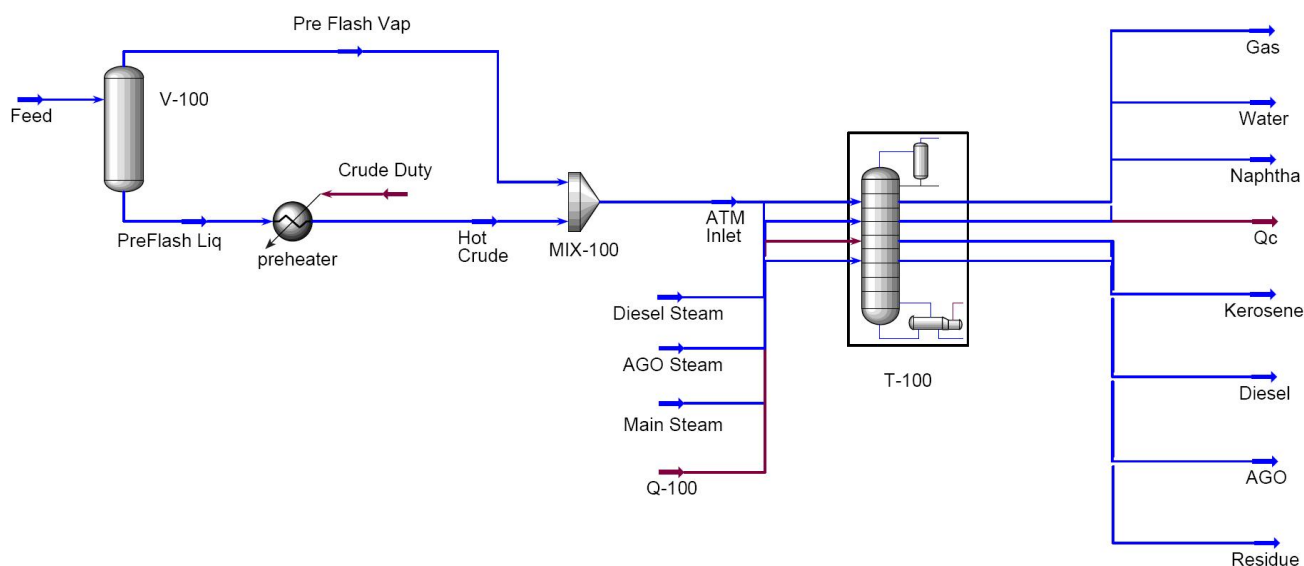 Pre Flash Vap
Feed
V-100
Crude Duty
PreFlash Liq
preheater
Hot
Crude
MIX-100
ATM
Inlet
Diesel Steam
AGO Steam
Main Steam
Q-100
T-100
Gas
Water
Naphtha
Qc
Kerosene
Diesel
AGO
Residue